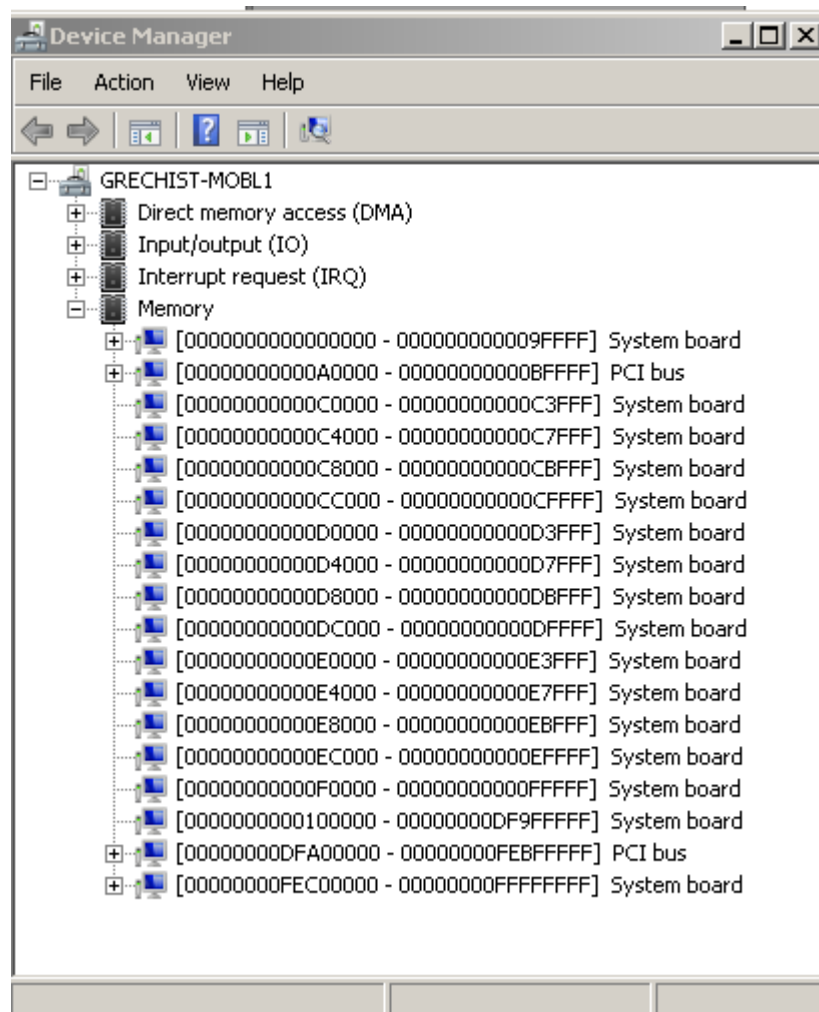 Device Manager
File Action View Help
GRECHIST-MOBL1
Direct memory access (DMA)
Input/output (IO)
Interrupt request (IRQ)
Memory
[0000000000000000 - 000000000009FFFF] System board
[00000000000A0000 - 00000000000BFFFF] PCI bus
[00000000000C0000 - 00000000000C3FFF] System board
[00000000000C4000 - 00000000000C7FFF] System board
[00000000000C8000 - 00000000000CBFFF] System board
[00000000000CC000 - 00000000000CFFFF] System board
[00000000000D0000 - 00000000000D3FFF] System board
[00000000000D4000 - 00000000000D7FFF] System board
[00000000000D8000 - 00000000000DBFFF] System board
[00000000000DC000 - 00000000000DFFFF] System board
[00000000000E0000 - 00000000000E3FFF] System board
[00000000000E4000 - 00000000000E7FFF] System board
[00000000000E8000 - 00000000000EBFFF] System board
[00000000000EC000 - 00000000000EFFFF] System board
[00000000000F0000 - 00000000000FFFFF] System board
[0000000000100000 - 00000000DF9FFFFF] System board
[00000000DFA00000 - 00000000FEBFFFFF] PCI bus
[00000000FEC00000 - 00000000FFFFFFFF] System board